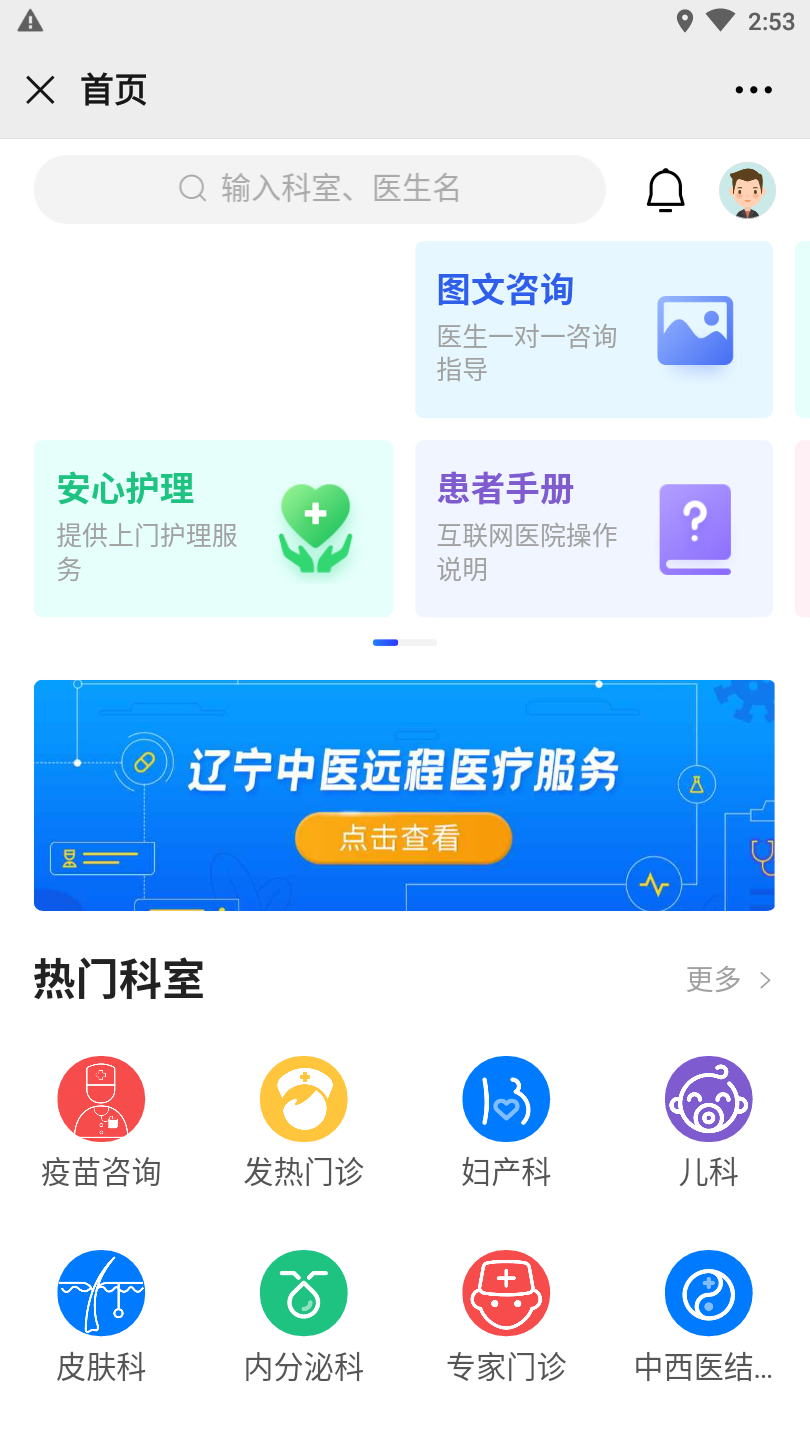 2:53
首页
输入科室、医生名
图文咨询
医生一对一咨询
指导
安心护理
提供上门护理服
务
患者手册
互联网医院操作
说明
辽宁中医远程医疗服务
点击查看
热门科室
更多
疫苗咨询
发热门诊
妇产科
儿科
皮肤科
内分泌科
专家门诊
中西医结...